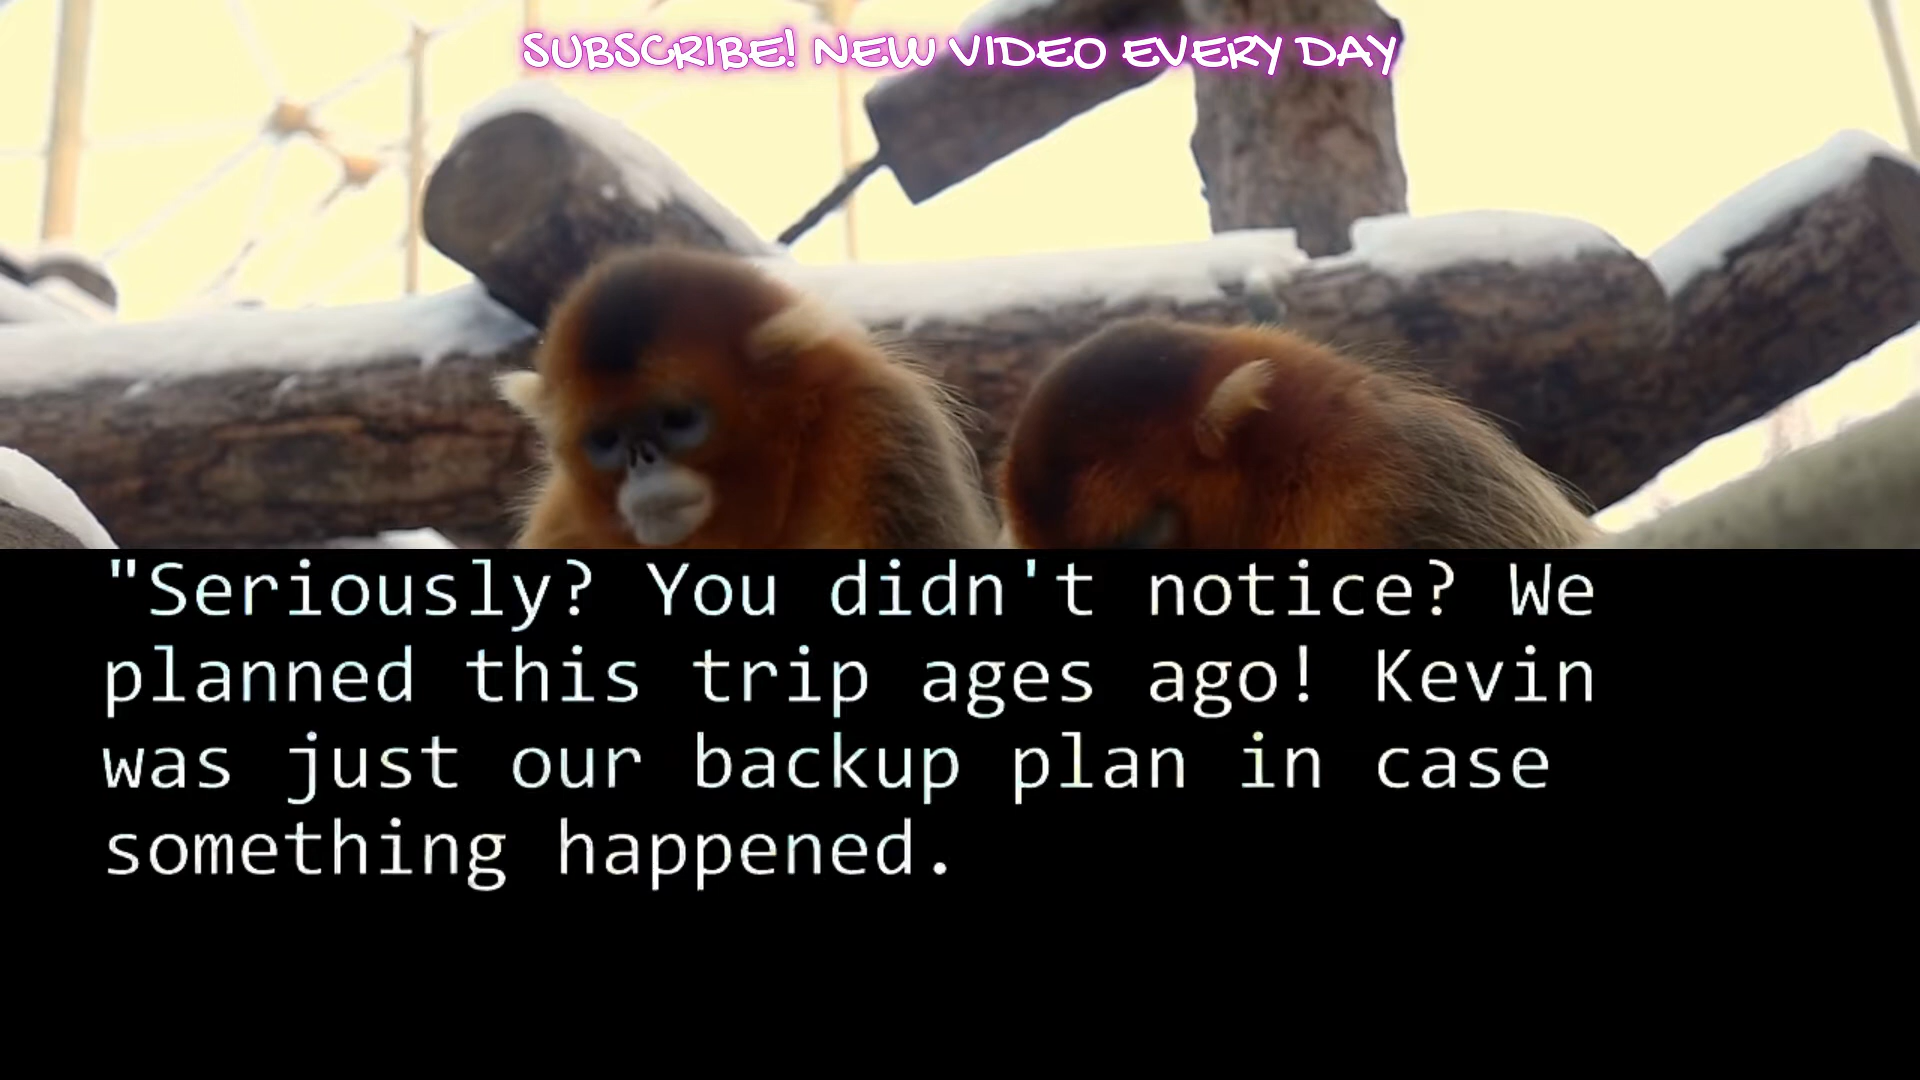 SUBSCRIBE! NEW VIDEO EVERY DAY
"Seriously? You didn't notice? We
planned this trip ages ago! Kevin
was just our backup plan in case
something happened.